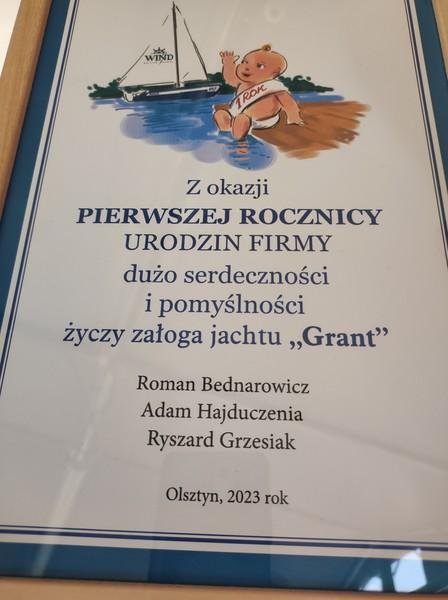 WIND
1 ROK
Z okazji
PIERWSZEJ ROCZNICY
URODZIN FIRMY
dużo serdeczności
i pomyślności
życzy załoga jachtu „Grant”
Roman Bednarowicz
Adam Hajduczenia
Ryszard Grzesiak
Olsztyn, 2023 rok